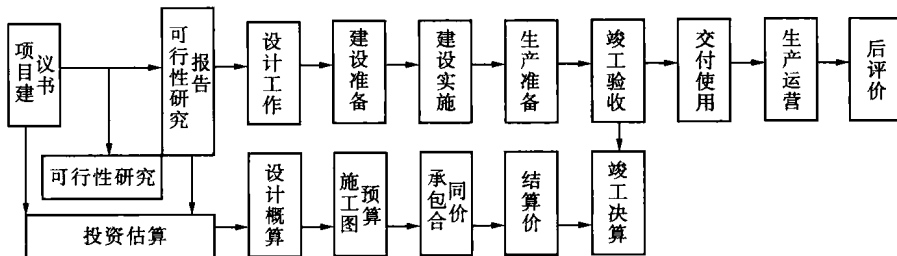 项目建议书
可行性研究报告
设计工作
建设准备
建设实施
生产准备
竣工验收
交付使用
生产运营
后评价
可行性研究
投资估算
设计概算
施工图预算
承包合同价
结算价
竣工决算